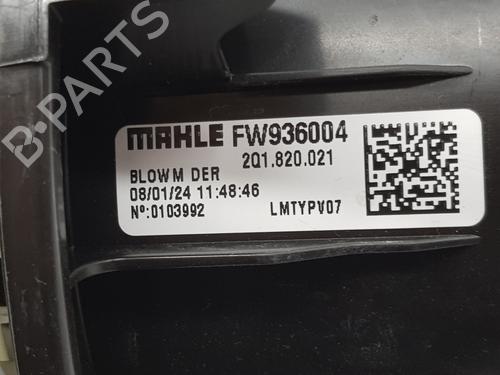 MAHLE FW936004
2Q1.820.021
BLOWM DER
08/01/24 11:48:46
Nº:0103992 LMTYPV07
B-PARTS